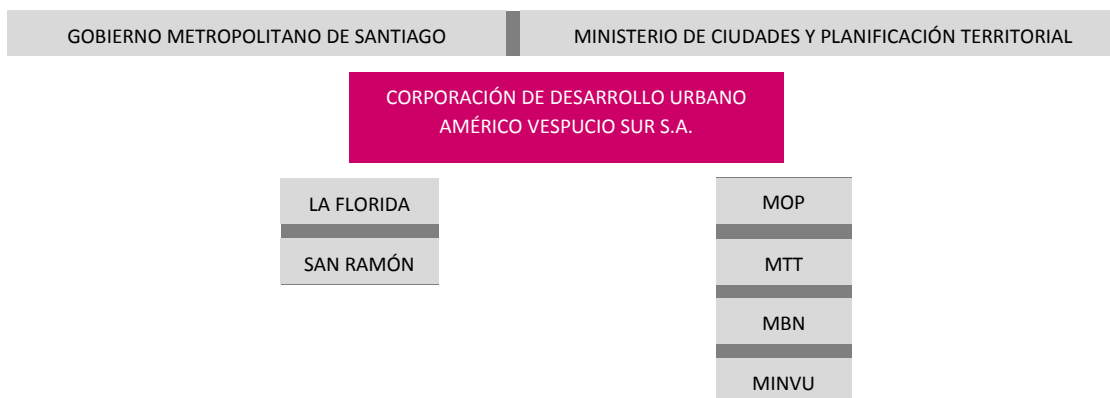 GOBIERNO METROPOLITANO DE SANTIAGO
MINISTERIO DE CIUDADES Y PLANIFICACIÓN TERRITORIAL
CORPORACIÓN DE DESARROLLO URBANO
AMÉRICO VESPUCIO SUR S.A.
LA FLORIDA
SAN RAMÓN
MOP
MTT
MBN
MINVU